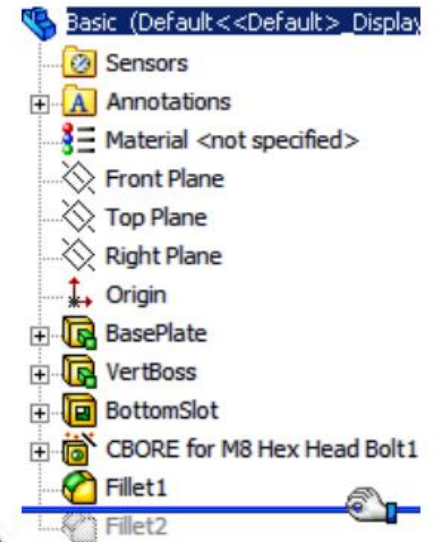 Basic (Default<<Default>_Display
Sensors
Annotations
Material <not specified>
Front Plane
Top Plane
Right Plane
Origin
BasePlate
VertBoss
BottomSlot
CBORE for M8 Hex Head Bolt1
Fillet1
Fillet2